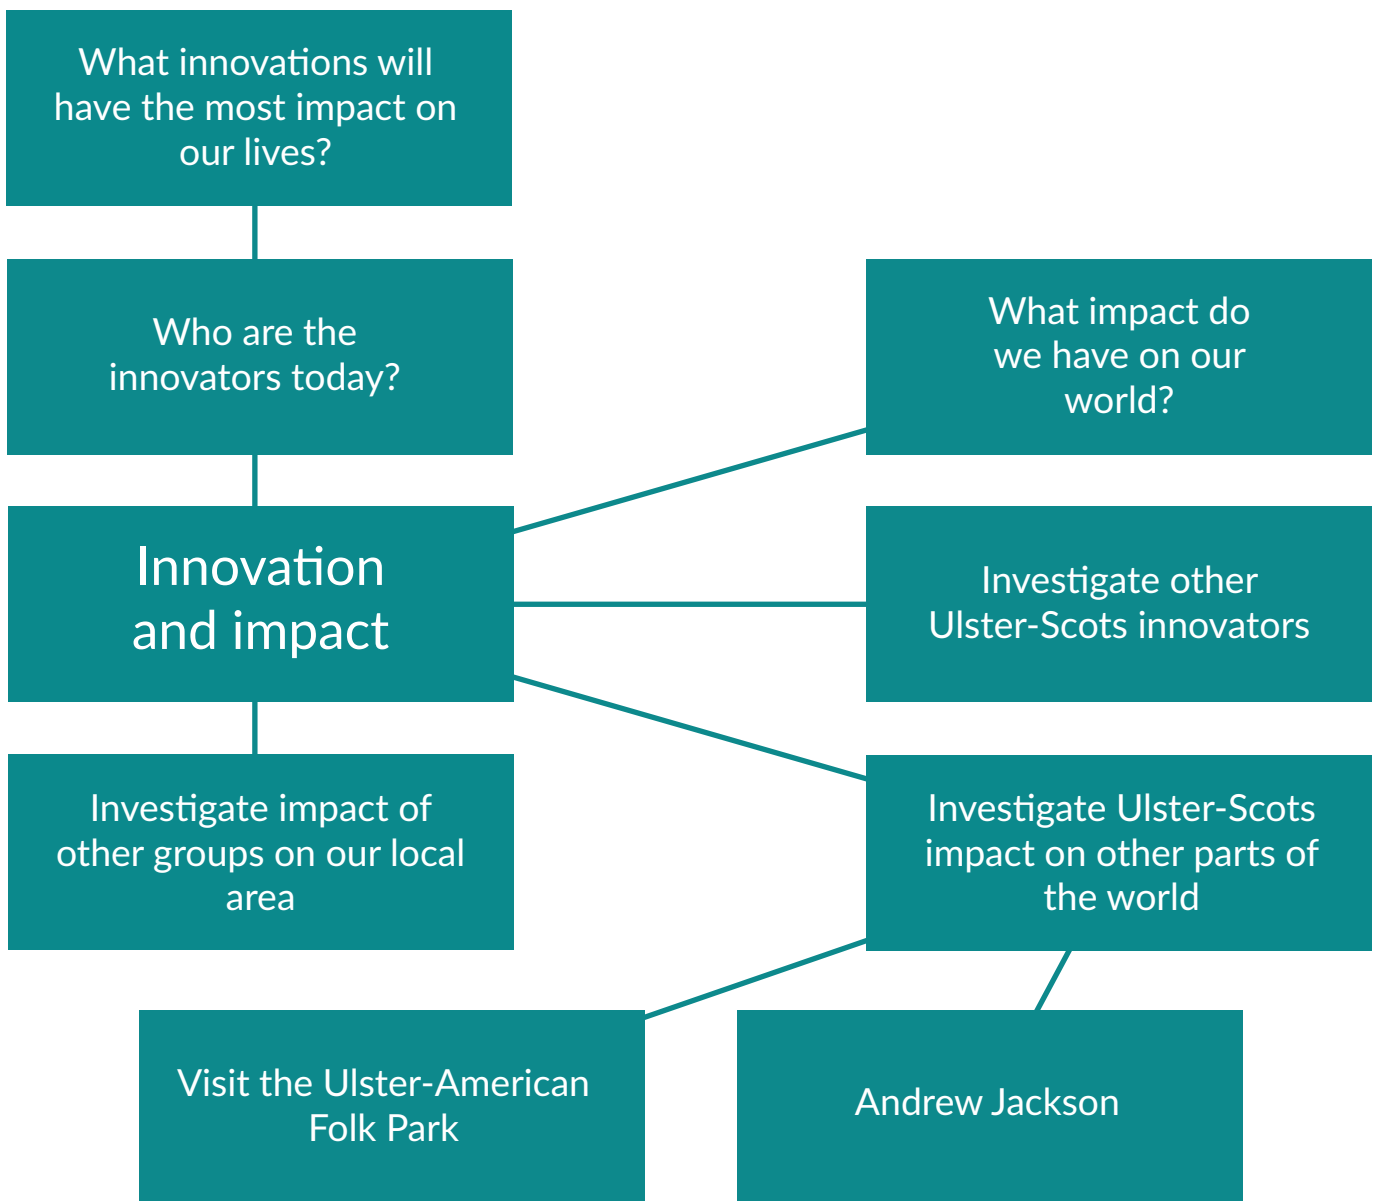 What innovations will
have the most impact on
our lives?
Who are the
innovators today?
What impact do
we have on our
world?
Innovation
and impact
Investigate other
Ulster-Scots innovators
Investigate impact of
other groups on our local
area
Investigate Ulster-Scots
impact on other parts of
the world
Visit the Ulster-American
Folk Park
Andrew Jackson